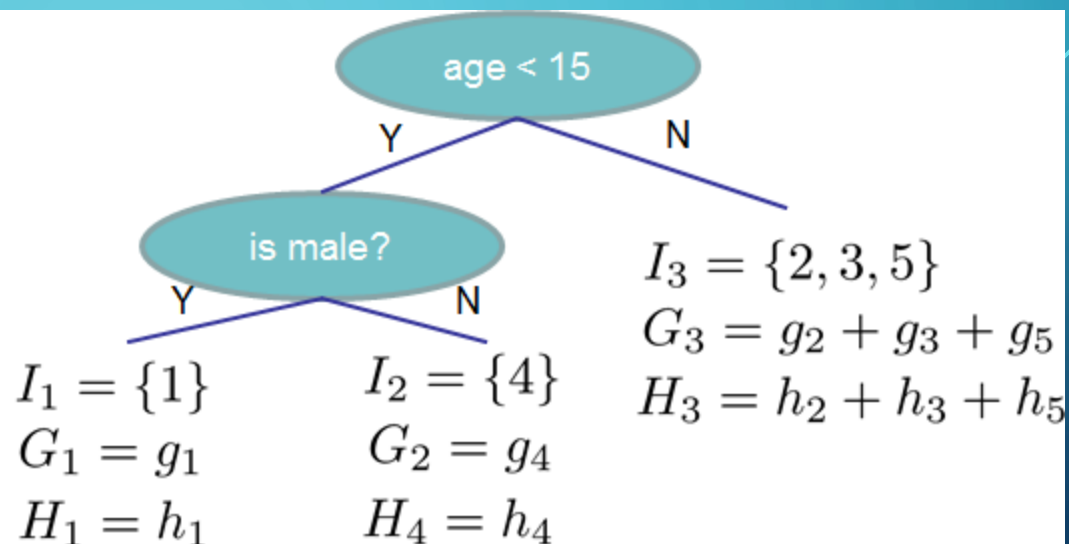 age < 15
Y
N
is male?
Y
N
I₁ = {1}
G₁ = g₁
H₁ = h₁
I₂ = {4}
G₂ = g₄
H₄ = h₄
I₃ = {2, 3, 5}
G₃ = g₂ + g₃ + g₅
H₃ = h₂ + h₃ + h₅